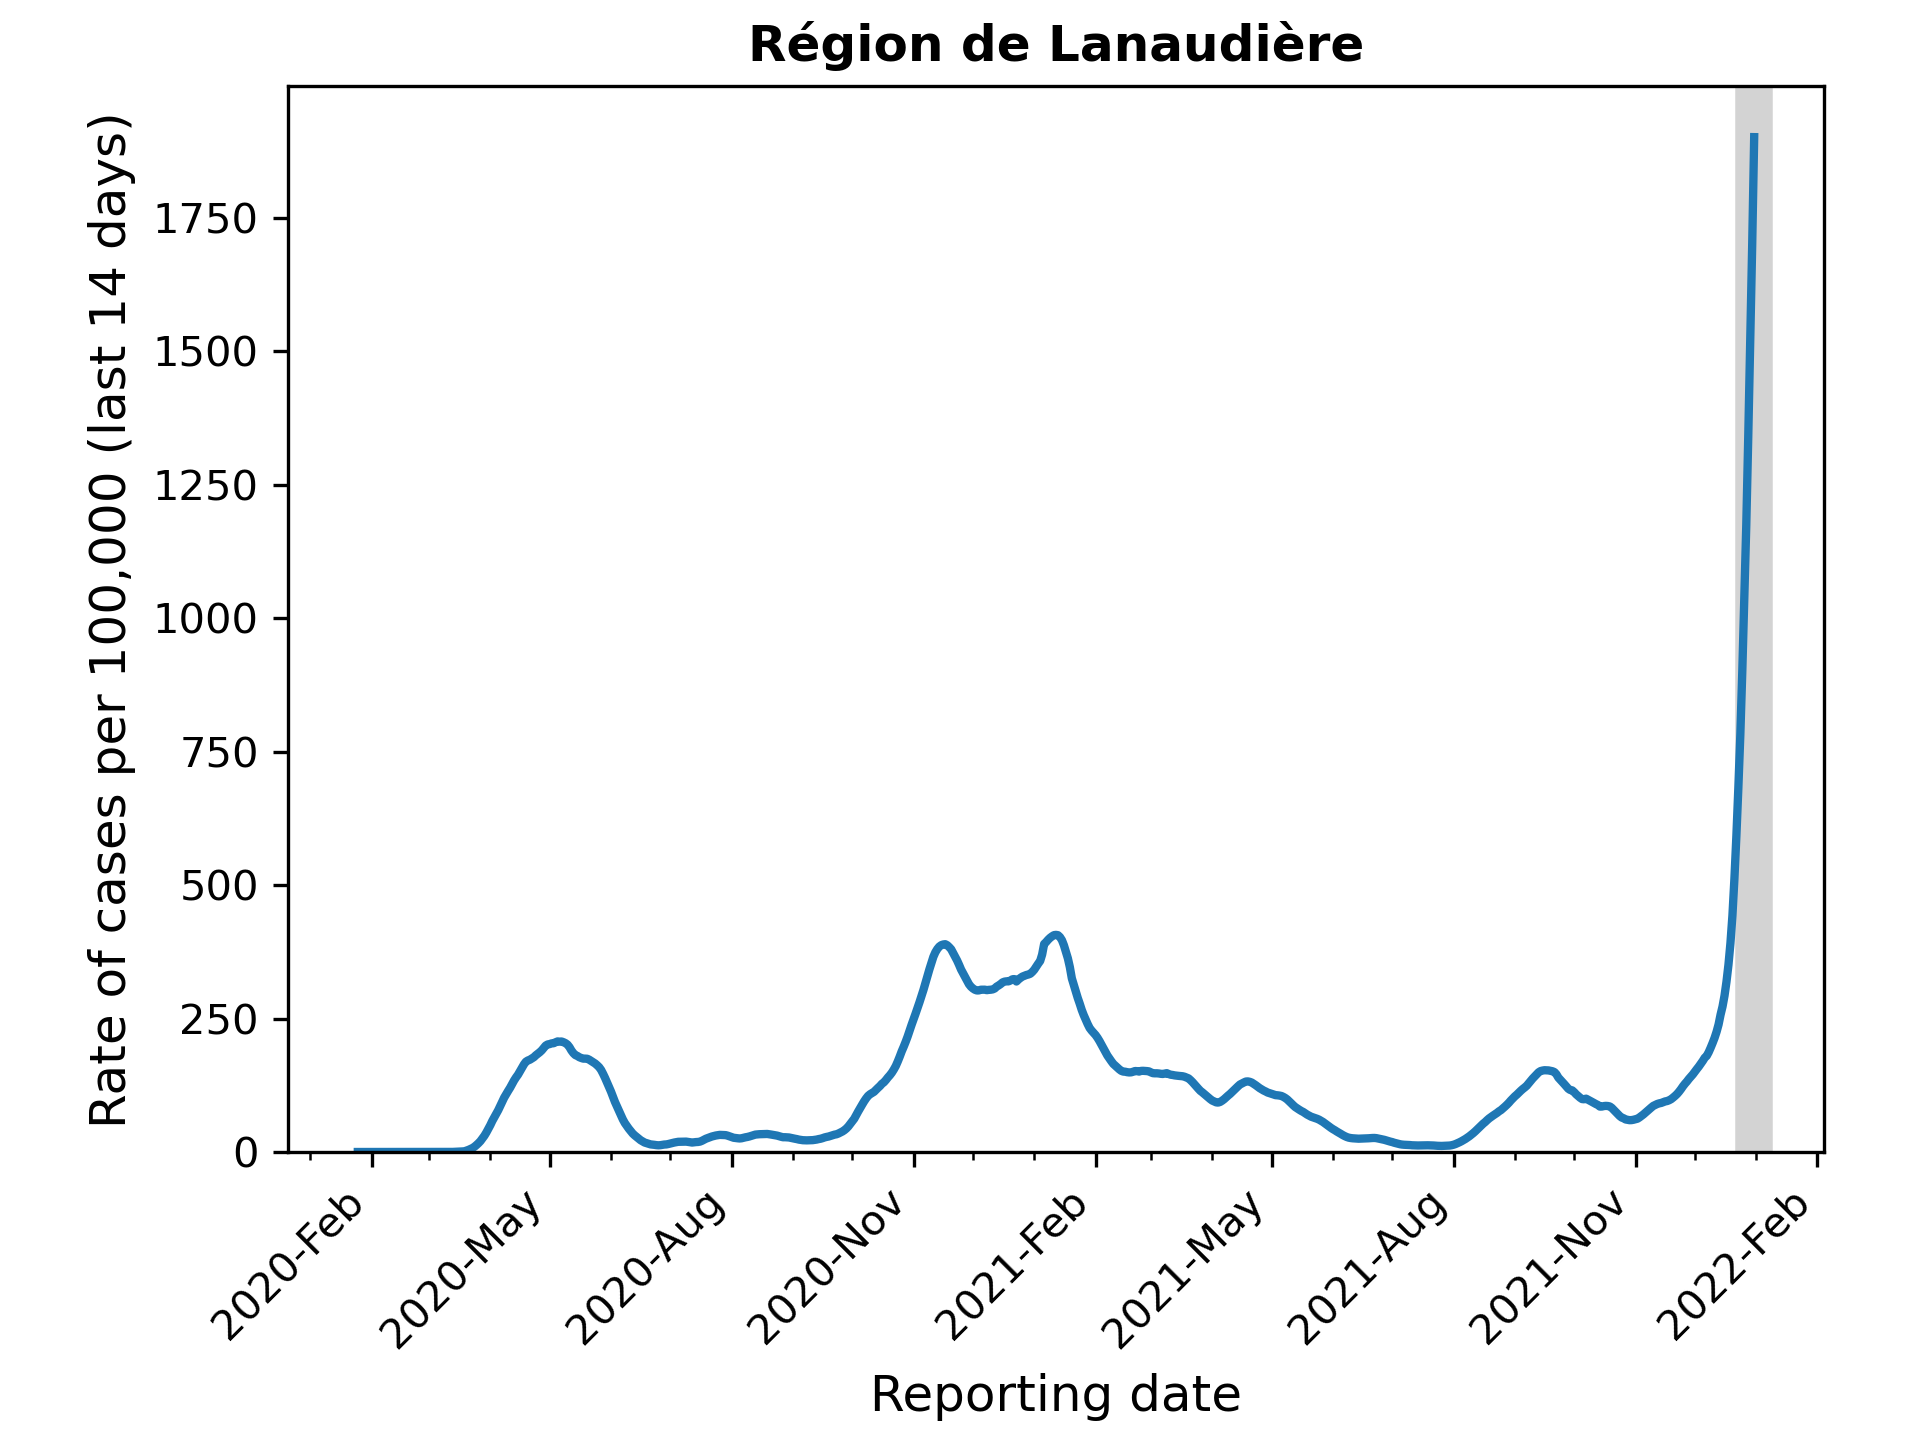 Région de Lanaudière
Rate of cases per 100,000 (last 14 days)
1750
1500
1250
1000
750
500
250
0
2020-Feb
2020-May
2020-Aug
2020-Nov
2021-Feb
2021-May
2021-Aug
2021-Nov
2022-Feb
Reporting date